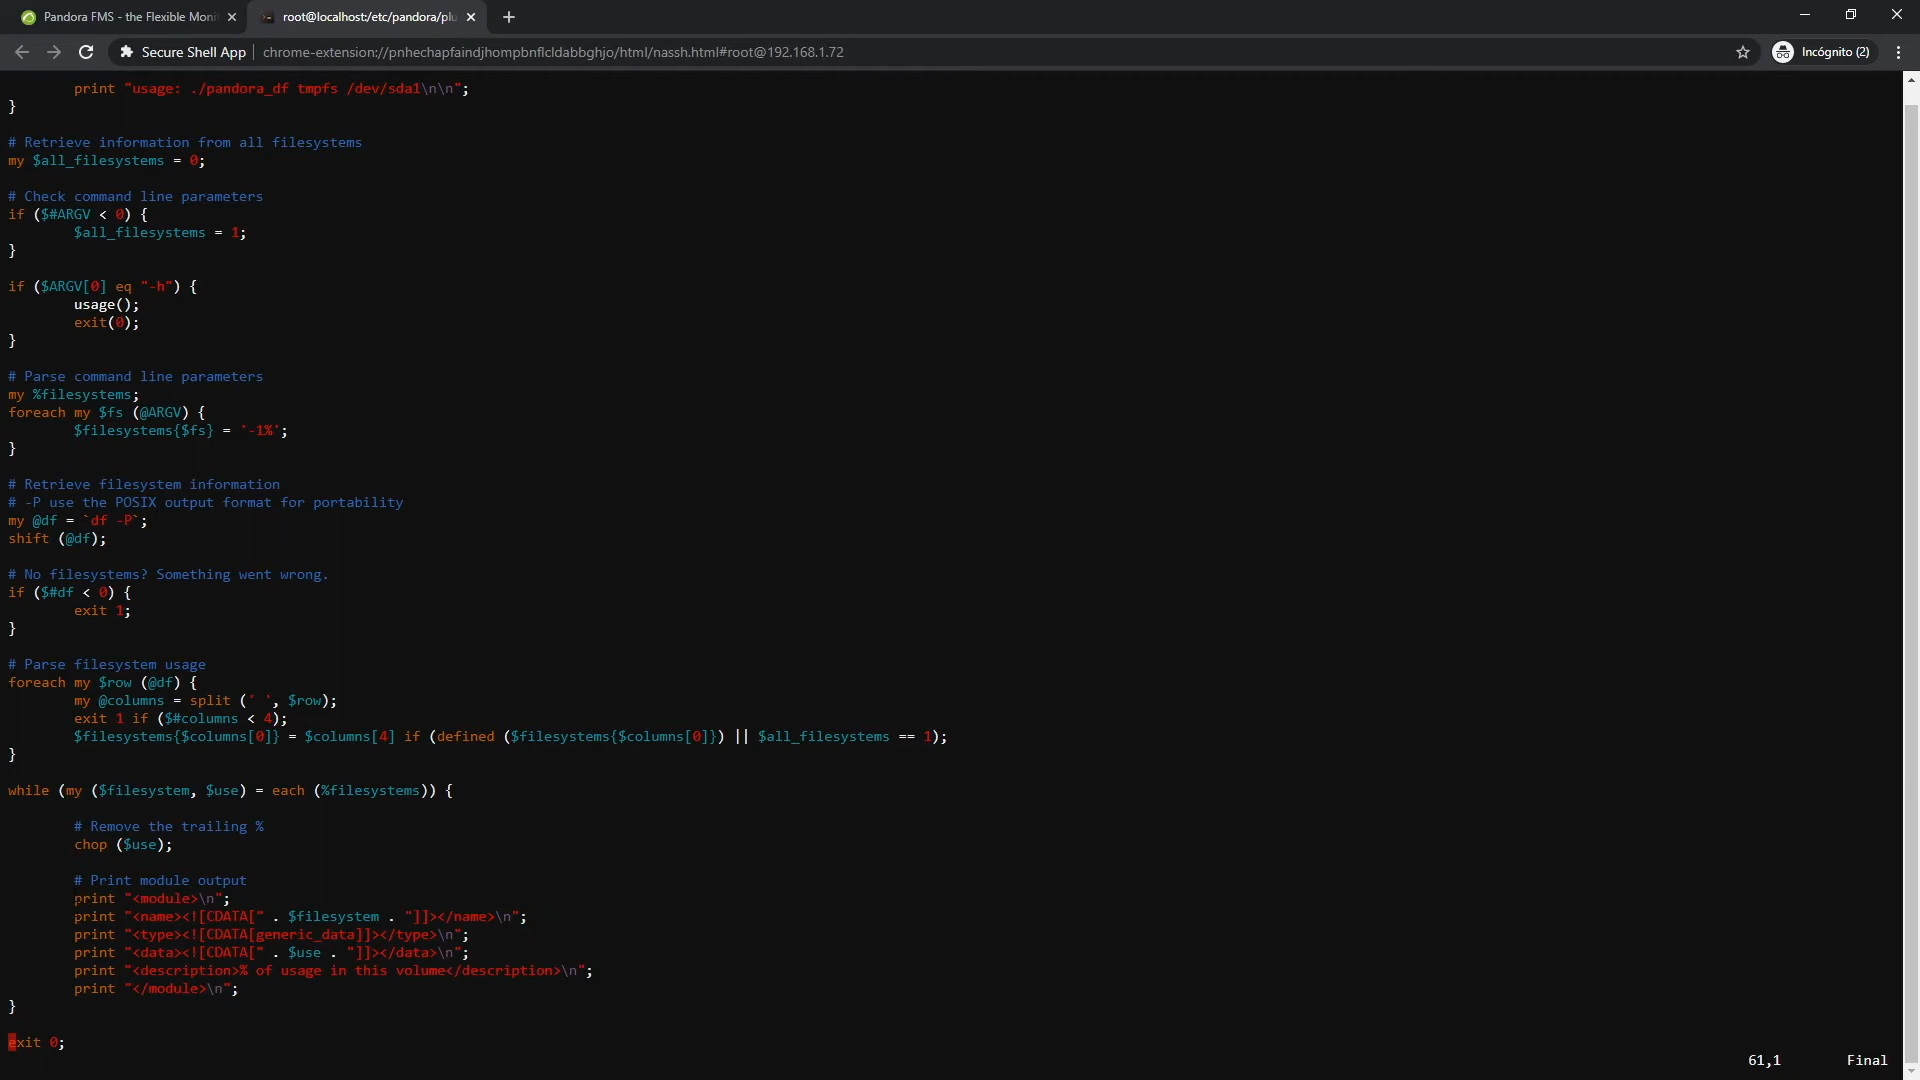 Pandora FMS - the Flexible Moni
root@localhost:/etc/pandora/plu
Secure Shell App
chrome-extension://pnhechapfaindjhompbnflcldabbghjo/html/nassh.html#root@192.168.1.72
Incógnito (2)
print "usage: ./pandora_df tmpfs /dev/sda1\n\n";
}
# Retrieve information from all filesystems
my $all_filesystems = 0;
# Check command line parameters
if ($#ARGV < 0) {
$all_filesystems = 1;
}
if ($ARGV[0] eq "-h") {
usage();
exit(0);
}
# Parse command line parameters
my %filesystems;
foreach my $fs (@ARGV) {
$filesystems{$fs} = '-1%';
}
# Retrieve filesystem information
# -P use the POSIX output format for portability
my @df = `df -P`;
shift (@df);
# No filesystems? Something went wrong.
if ($#df < 0) {
exit 1;
}
# Parse filesystem usage
foreach my $row (@df) {
my @columns = split (' ', $row);
exit 1 if ($#columns < 4);
$filesystems{$columns[0]} = $columns[4] if (defined ($filesystems{$columns[0]}) || $all_filesystems == 1);
}
while (my ($filesystem, $use) = each (%filesystems)) {
# Remove the trailing %
chop ($use);
# Print module output
print "<module>\n";
print "<name><![CDATA[" . $filesystem . "]]></name>\n";
print "<type><![CDATA[generic_data]]></type>\n";
print "<data><![CDATA[" . $use . "]]></data>\n";
print "<description>% of usage in this volume</description>\n";
print "</module>\n";
}
exit 0;
61,1 Final